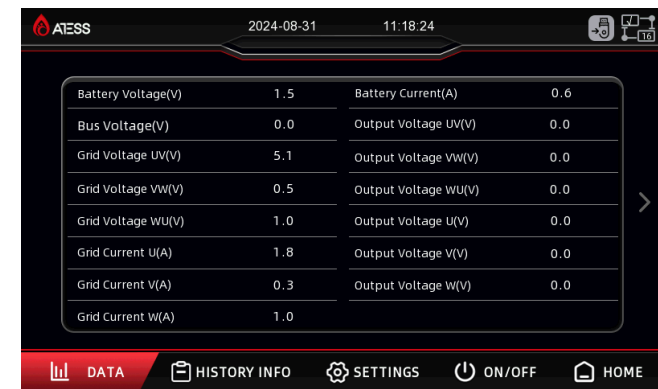 ATESS 2024-08-31 11:18:24 16
Battery Voltage(V) 1.5 Battery Current(A) 0.6
Bus Voltage(V) 0.0 Output Voltage UV(V) 0.0
Grid Voltage UV(V) 5.1 Output Voltage VW(V) 0.0
Grid Voltage VW(V) 0.5 Output Voltage WU(V) 0.0
Grid Voltage WU(V) 1.0 Output Voltage U(V) 0.0
Grid Current U(A) 1.8 Output Voltage V(V) 0.0
Grid Current V(A) 0.3 Output Voltage W(V) 0.0
Grid Current W(A) 1.0
DATA HISTORY INFO SETTINGS ON/OFF HOME